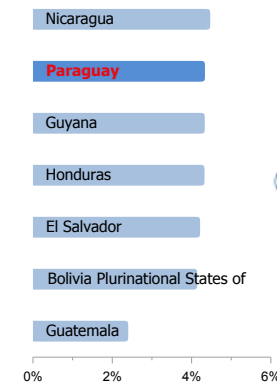 Nicaragua
Paraguay
Guyana
Honduras
El Salvador
Bolivia Plurinational States of
Guatemala
0% 2% 4% 6%